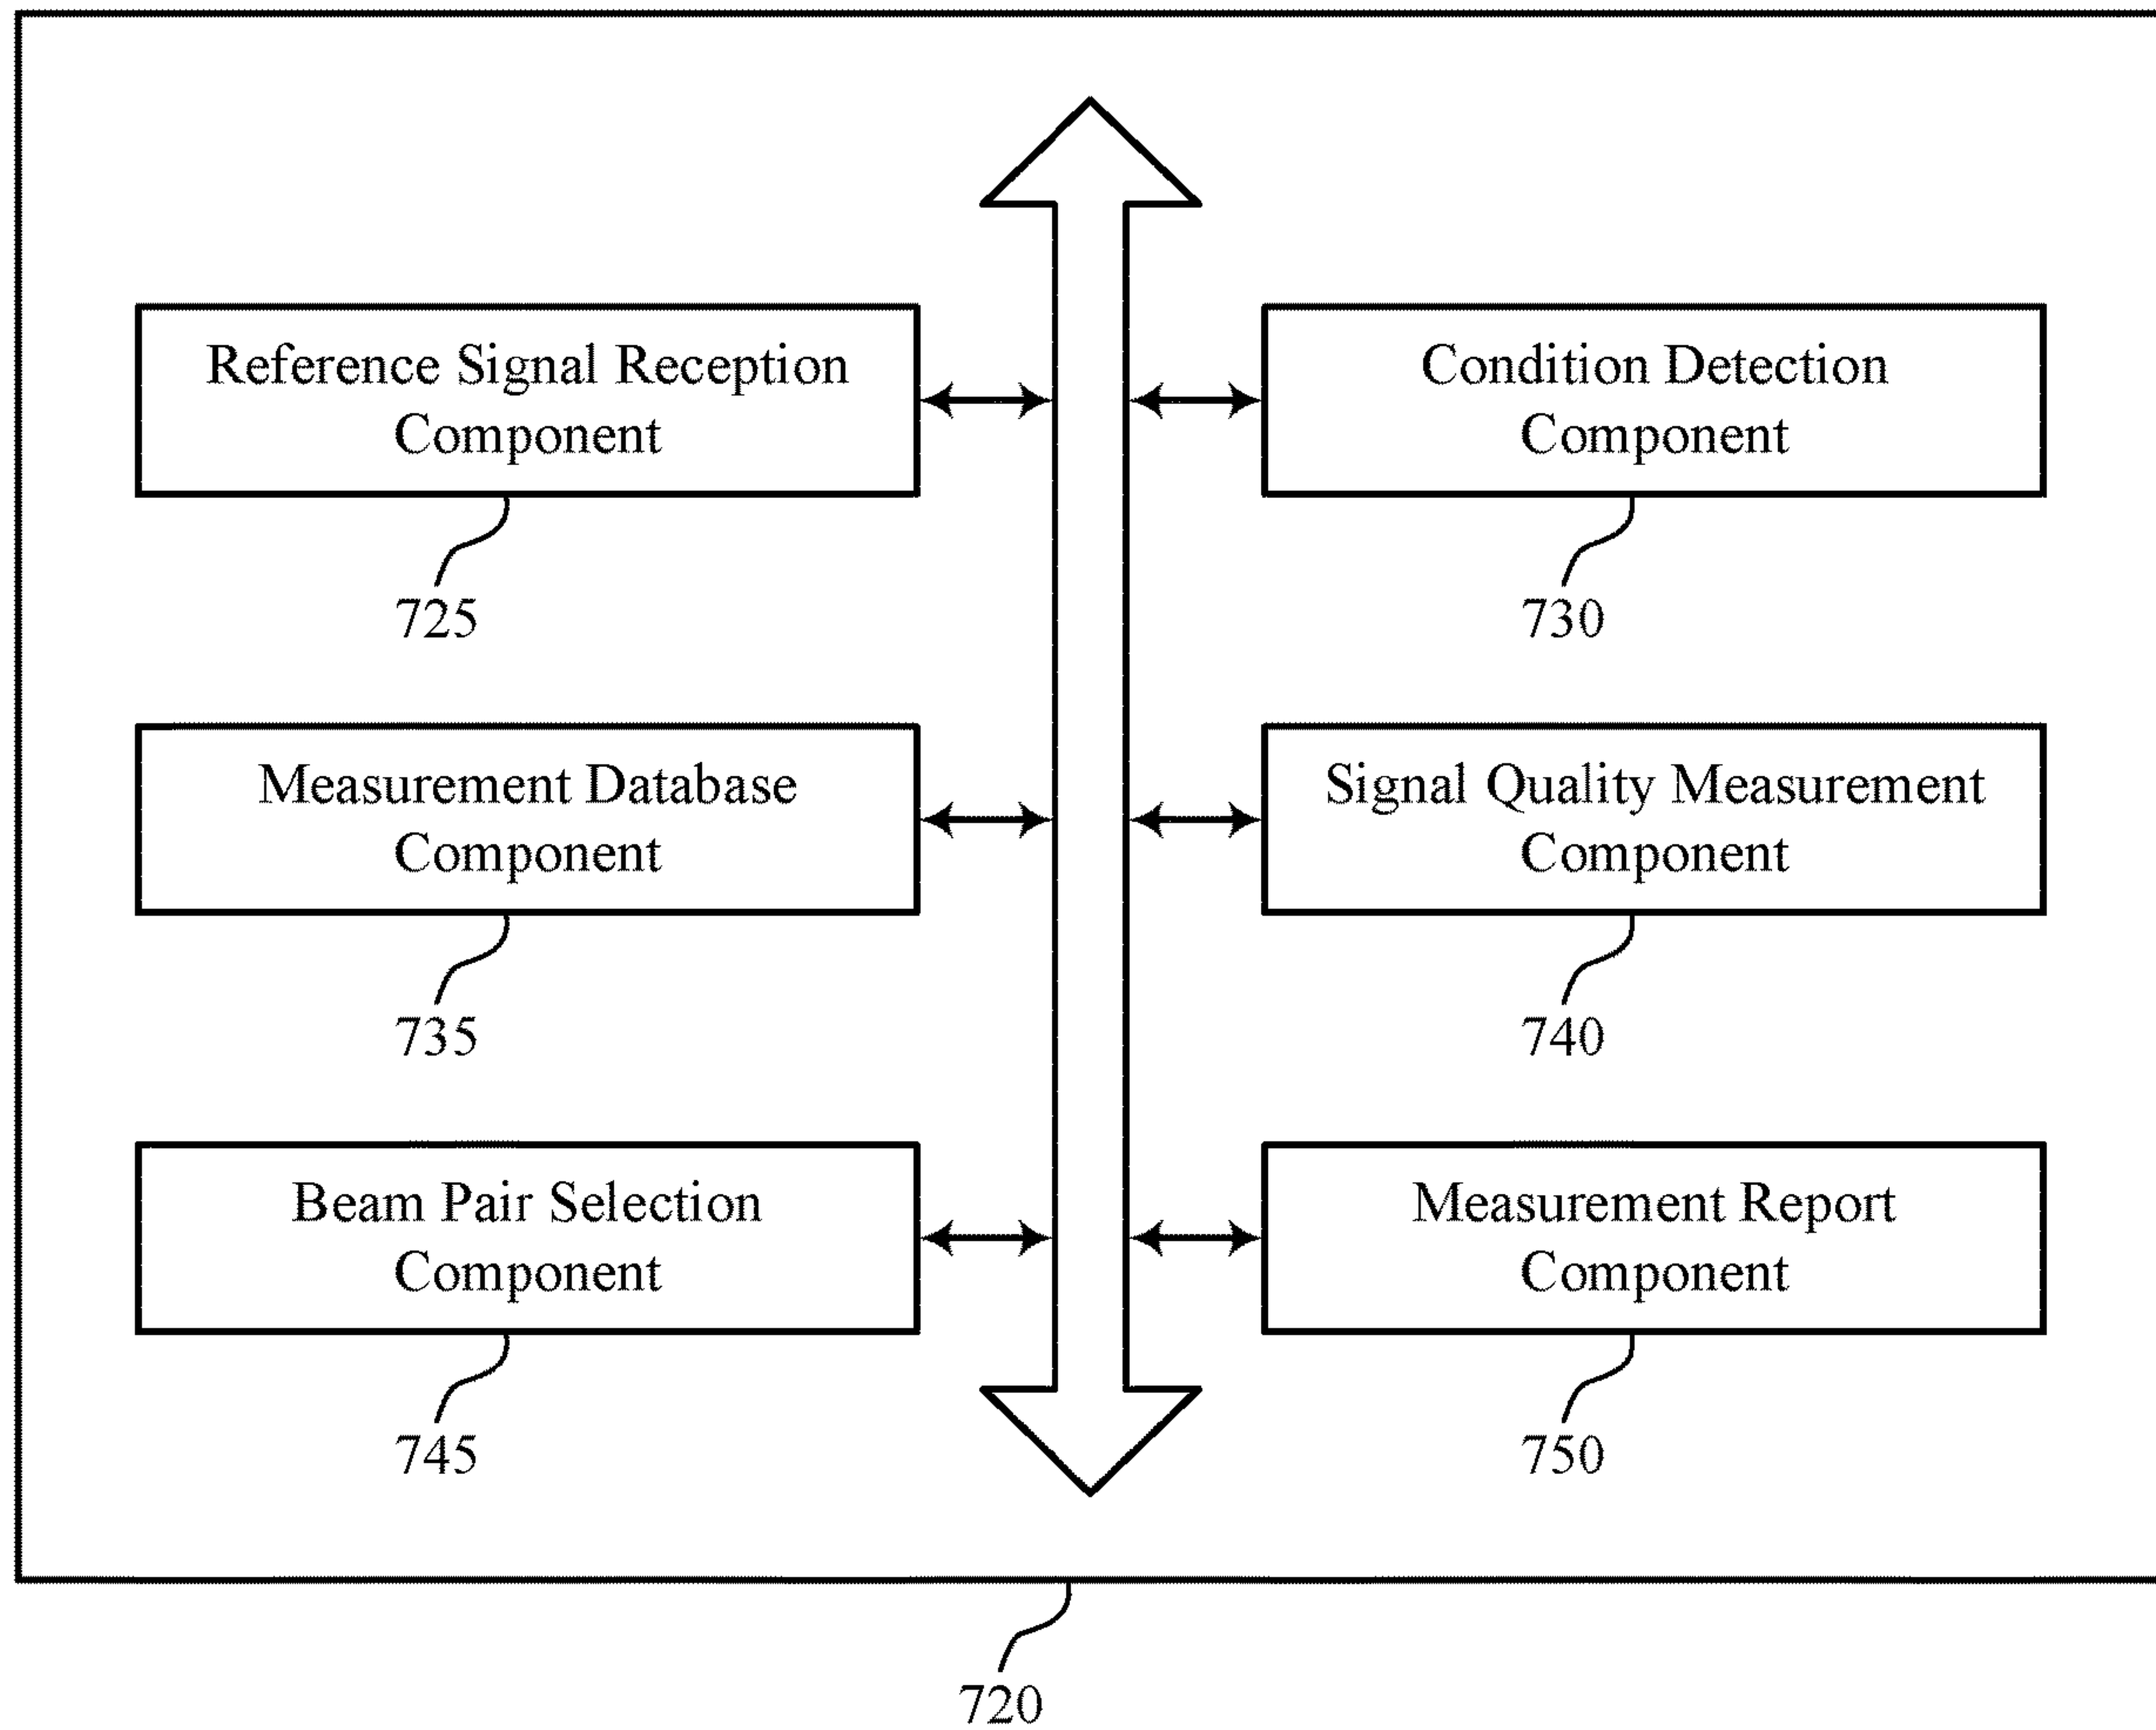 Reference Signal Reception
Component
725
Condition Detection
Component
730
Measurement Database
Component
735
Signal Quality Measurement
Component
740
Beam Pair Selection
Component
745
Measurement Report
Component
750
720